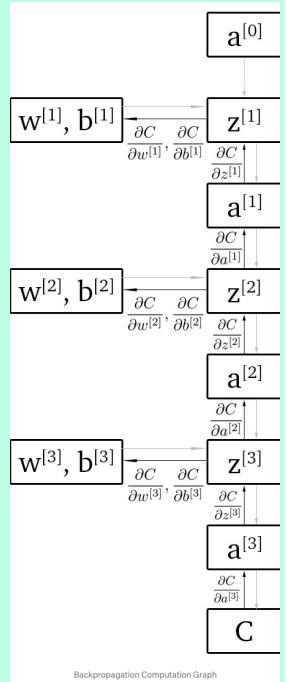 a[0]
w[1], b[1]
z[1]
∂C/∂w[1], ∂C/∂b[1]
∂C/∂z[1]
a[1]
∂C/∂a[1]
w[2], b[2]
z[2]
∂C/∂w[2], ∂C/∂b[2]
∂C/∂z[2]
a[2]
∂C/∂a[2]
w[3], b[3]
z[3]
∂C/∂w[3], ∂C/∂b[3]
∂C/∂z[3]
a[3]
∂C/∂a[3]
C
Backpropagation Computation Graph